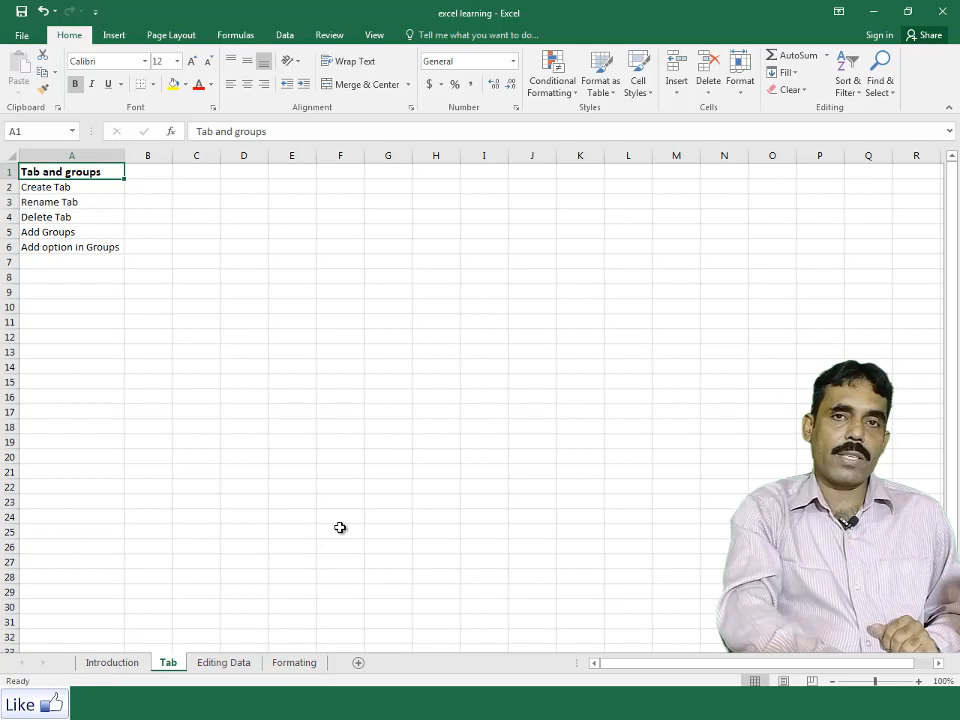 excel learning - Excel
File Home Insert Page Layout Formulas Data Review View Tell me what you want to do... Sign in Share
Calibri 12 Wrap Text General Conditional Formatting Format as Table Cell Styles Insert Delete Format AutoSum Fill Clear Sort & Filter Find & Select
Paste B I U Merge & Center $ % ,
Clipboard Font Alignment Number Styles Cells Editing
A1 fx Tab and groups
A B C D E F G H I J K L M N O P Q R
1 Tab and groups
2 Create Tab
3 Rename Tab
4 Delete Tab
5 Add Groups
6 Add option in Groups
7
8
9
10
11
12
13
14
15
16
17
18
19
20
21
22
23
24
25
26
27
28
29
30
31
32
Introduction Tab Editing Data Formating
Ready 100%
Like